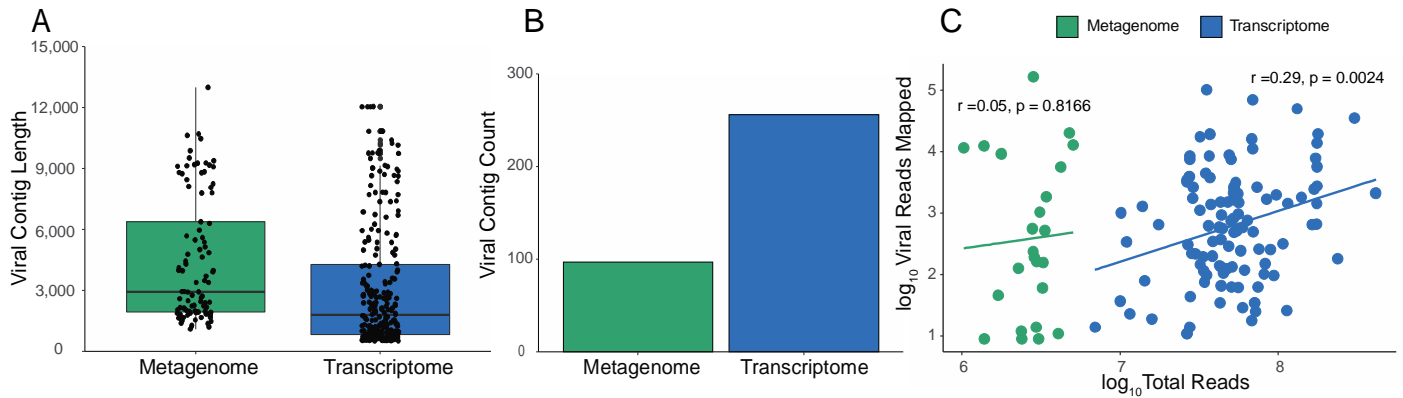 A
Viral Contig Length
15,000
12,000
9,000
6,000
3,000
0
Metagenome
Transcriptome
B
Viral Contig Count
300
200
100
0
Metagenome
Transcriptome
C
Metagenome
Transcriptome
r =0.05, p = 0.8166
r =0.29, p = 0.0024
log10 Viral Reads Mapped
5
4
3
2
1
6
7
8
log10Total Reads